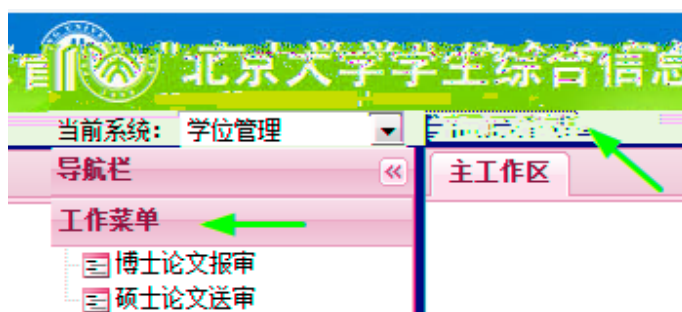 北京大学学生综合信息
当前系统： 学位管理
导航栏
主工作区
工作菜单
博士论文报审
硕士论文送审